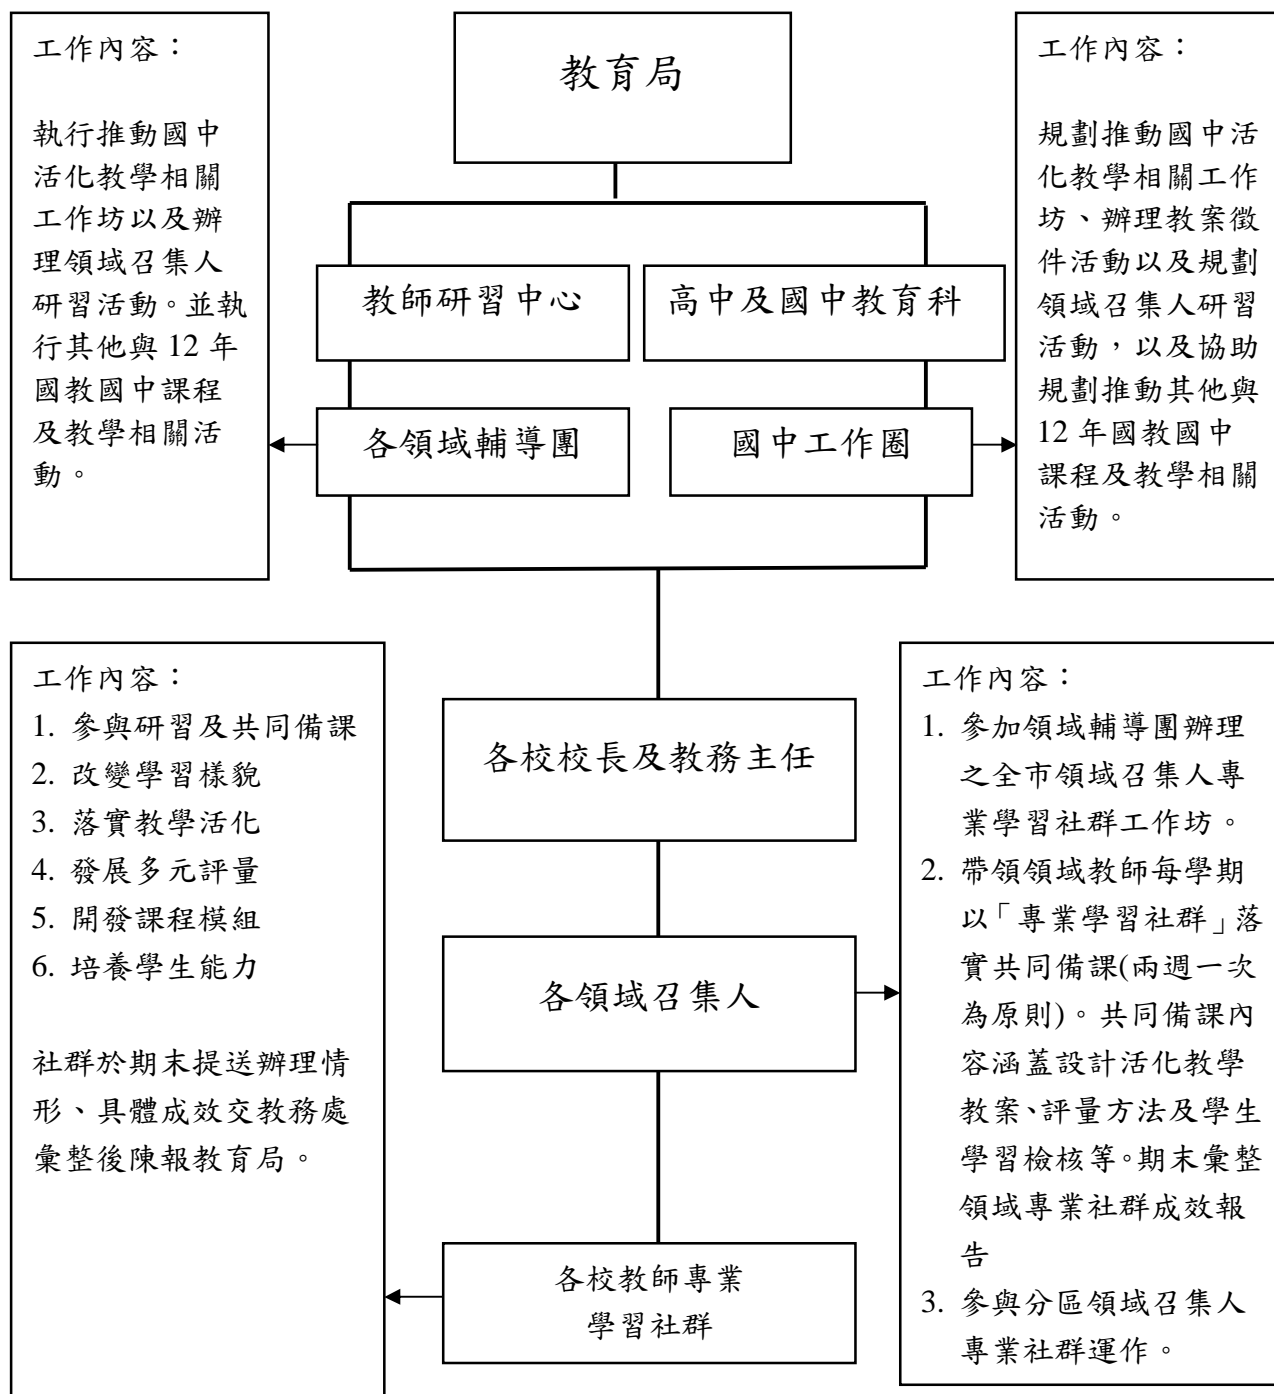 教育局
工作內容：
執行推動國中
活化教學相關
工作坊以及辦
理領域召集人
研習活動。並執
行其他與 12 年
國教國中課程
及教學相關活
動。
工作內容：
規劃推動國中活
化教學相關工作
坊、辦理教案徵
件活動以及規劃
領域召集人研習
活動，以及協助
規劃推動其他與
12 年國教國中
課程及教學相關
活動。
教師研習中心
高中及國中教育科
各領域輔導團
國中工作圈
各校校長及教務主任
各領域召集人
各校教師專業
學習社群
工作內容：
1. 參與研習及共同備課
2. 改變學習樣貌
3. 落實教學活化
4. 發展多元評量
5. 開發課程模組
6. 培養學生能力
社群於期末提送辦理情
形、具體成效交教務處
彙整後陳報教育局。
工作內容：
1. 參加領域輔導團辦理
之全市領域召集人專
業學習社群工作坊。
2. 帶領領域教師每學期
以「專業學習社群」落
實共同備課(兩週一次
為原則)。共同備課內
容涵蓋設計活化教學
教案、評量方法及學生
學習檢核等。期末彙整
領域專業社群成效報
告
3. 參與分區領域召集人
專業社群運作。